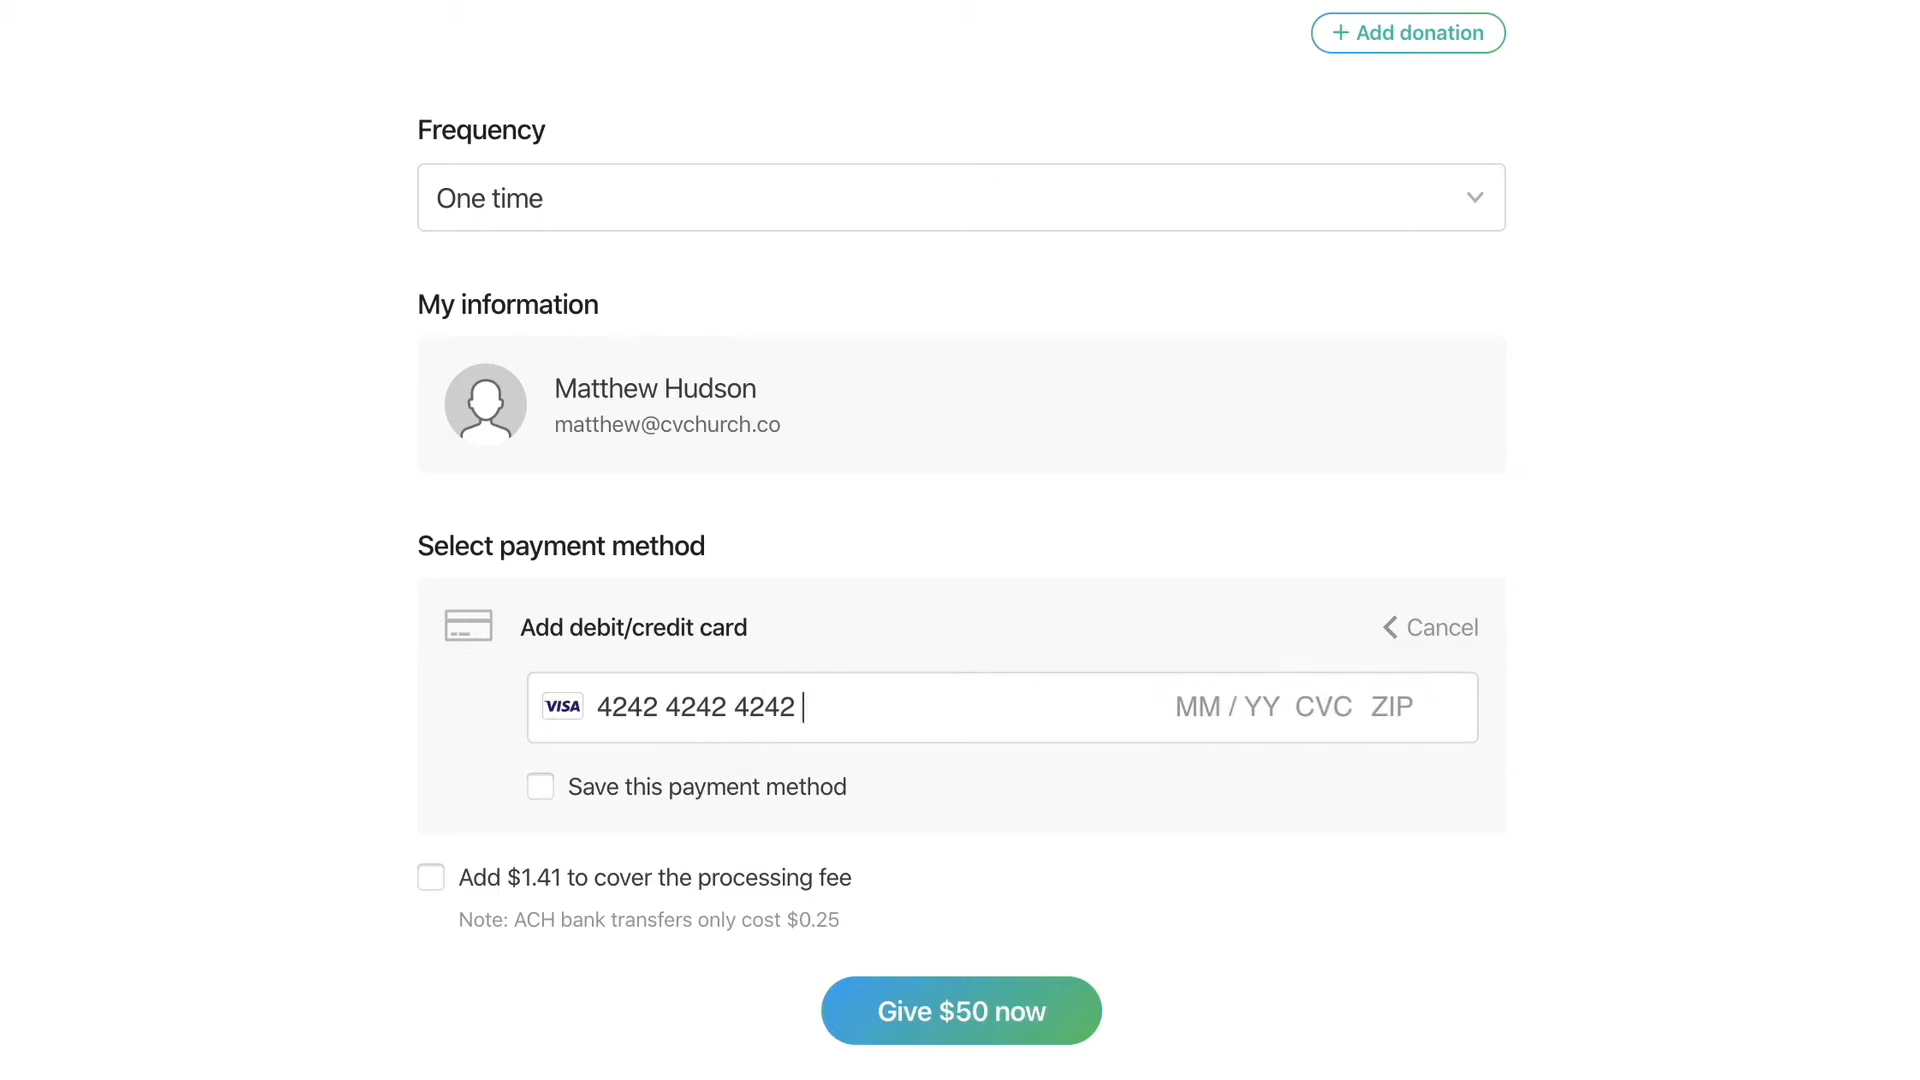 + Add donation
Frequency
One time
My information
Matthew Hudson
matthew@cvchurch.co
Select payment method
Add debit/credit card
Cancel
VISA 4242 4242 4242 MM / YY CVC ZIP
Save this payment method
Add $1.41 to cover the processing fee
Note: ACH bank transfers only cost $0.25
Give $50 now